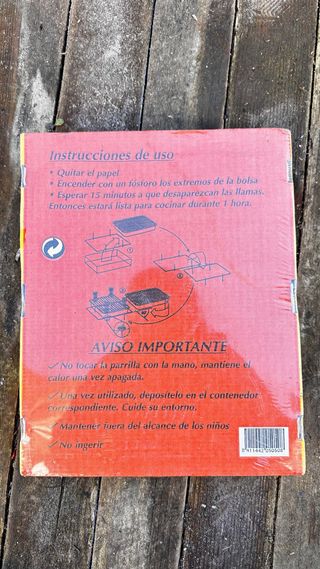 Instrucciones de uso
• Quitar el papel
• Encender con un fósforo los extremos de la bolsa
• Esperar 15 minutos a que desaparezcan las llamas.
Entonces estará lista para cocinar durante 1 hora.
AVISO IMPORTANTE
✓No tocar la parrilla con la mano, mantiene el
calor una vez apagada.
✓Una vez utilizado, depositelo en el contenedor
correspondiente. Cuide su entorno.
✓Mantener fuera del alcance de los niños
✓No ingerir
8 911442 050508